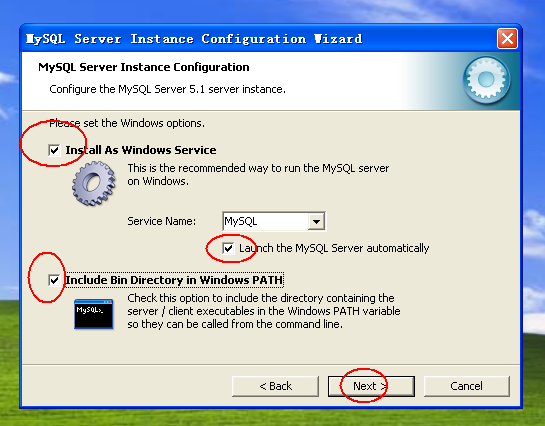 MySQL Server Instance Configuration Wizard
MySQL Server Instance Configuration
Configure the MySQL Server 5.1 server instance.
Please set the Windows options.
Install As Windows Service
This is the recommended way to run the MySQL server
on Windows.
Service Name:
MySQL
Launch the MySQL Server automatically
Include Bin Directory in Windows PATH
Check this option to include the directory containing the
server / client executables in the Windows PATH variable
so they can be called from the command line.
MySQL>_
< Back
Next >
Cancel